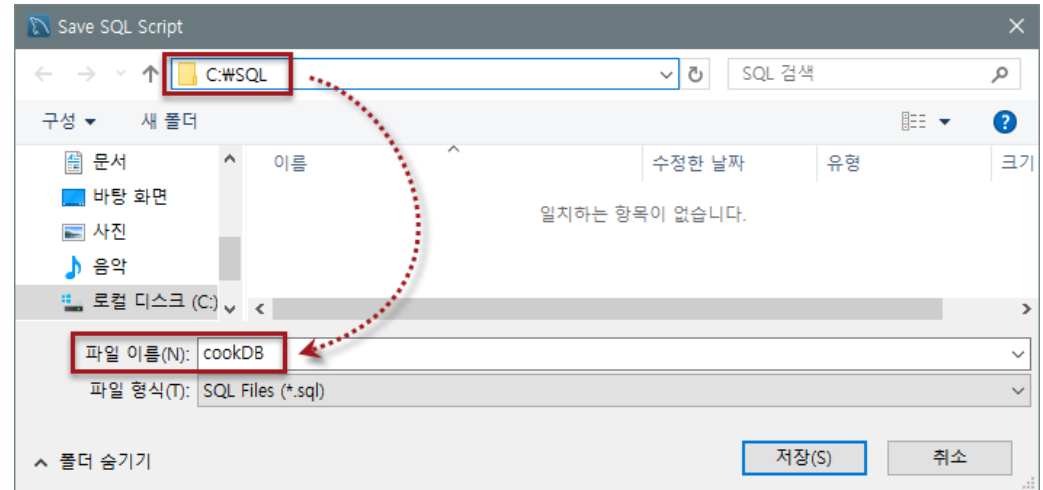 Save SQL Script
C:₩SQL
SQL 검색
구성
새 폴더
문서
이름
수정한 날짜
유형
크기
바탕 화면
일치하는 항목이 없습니다.
사진
음악
로컬 디스크 (C:)
파일 이름(N): cookDB
파일 형식(T): SQL Files (*.sql)
폴더 숨기기
저장(S)
취소